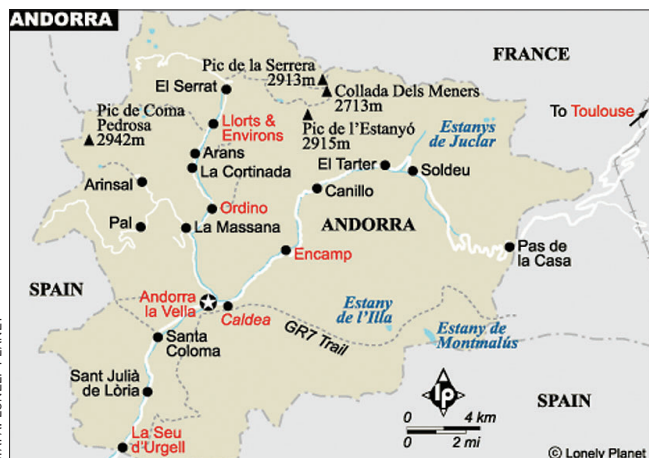 ANDORRA
FRANCE
Pic de la Serrera
2913m
El Serrat
Collada Dels Meners
2713m
To Toulouse
Pic de Coma
Pedrosa
2942m
Llorts &
Environs
Pic de l'Estanyó
2915m
Estanys
de Juclar
Arans
La Cortinada
El Tarter
Soldeu
Arinsal
Canillo
Ordino
Pal
La Massana
ANDORRA
Encamp
Pas de
la Casa
SPAIN
Andorra
la Vella
Caldea
Estany
de l'Illa
GR7 Trail
Estany de
Montmalús
Santa
Coloma
Sant Julià
de Lòria
lp
SPAIN
0 4 km
0 2 mi
La Seu
d'Urgell
© Lonely Planet